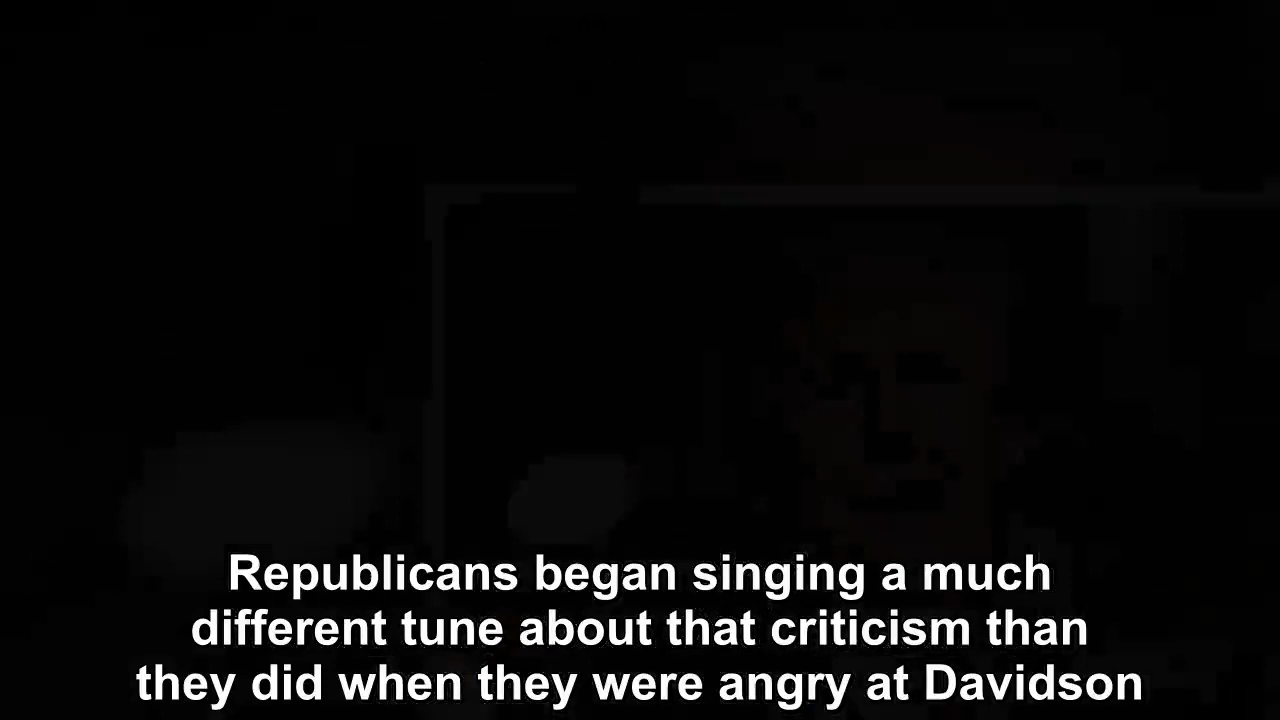 Republicans began singing a much
different tune about that criticism than
they did when they were angry at Davidson